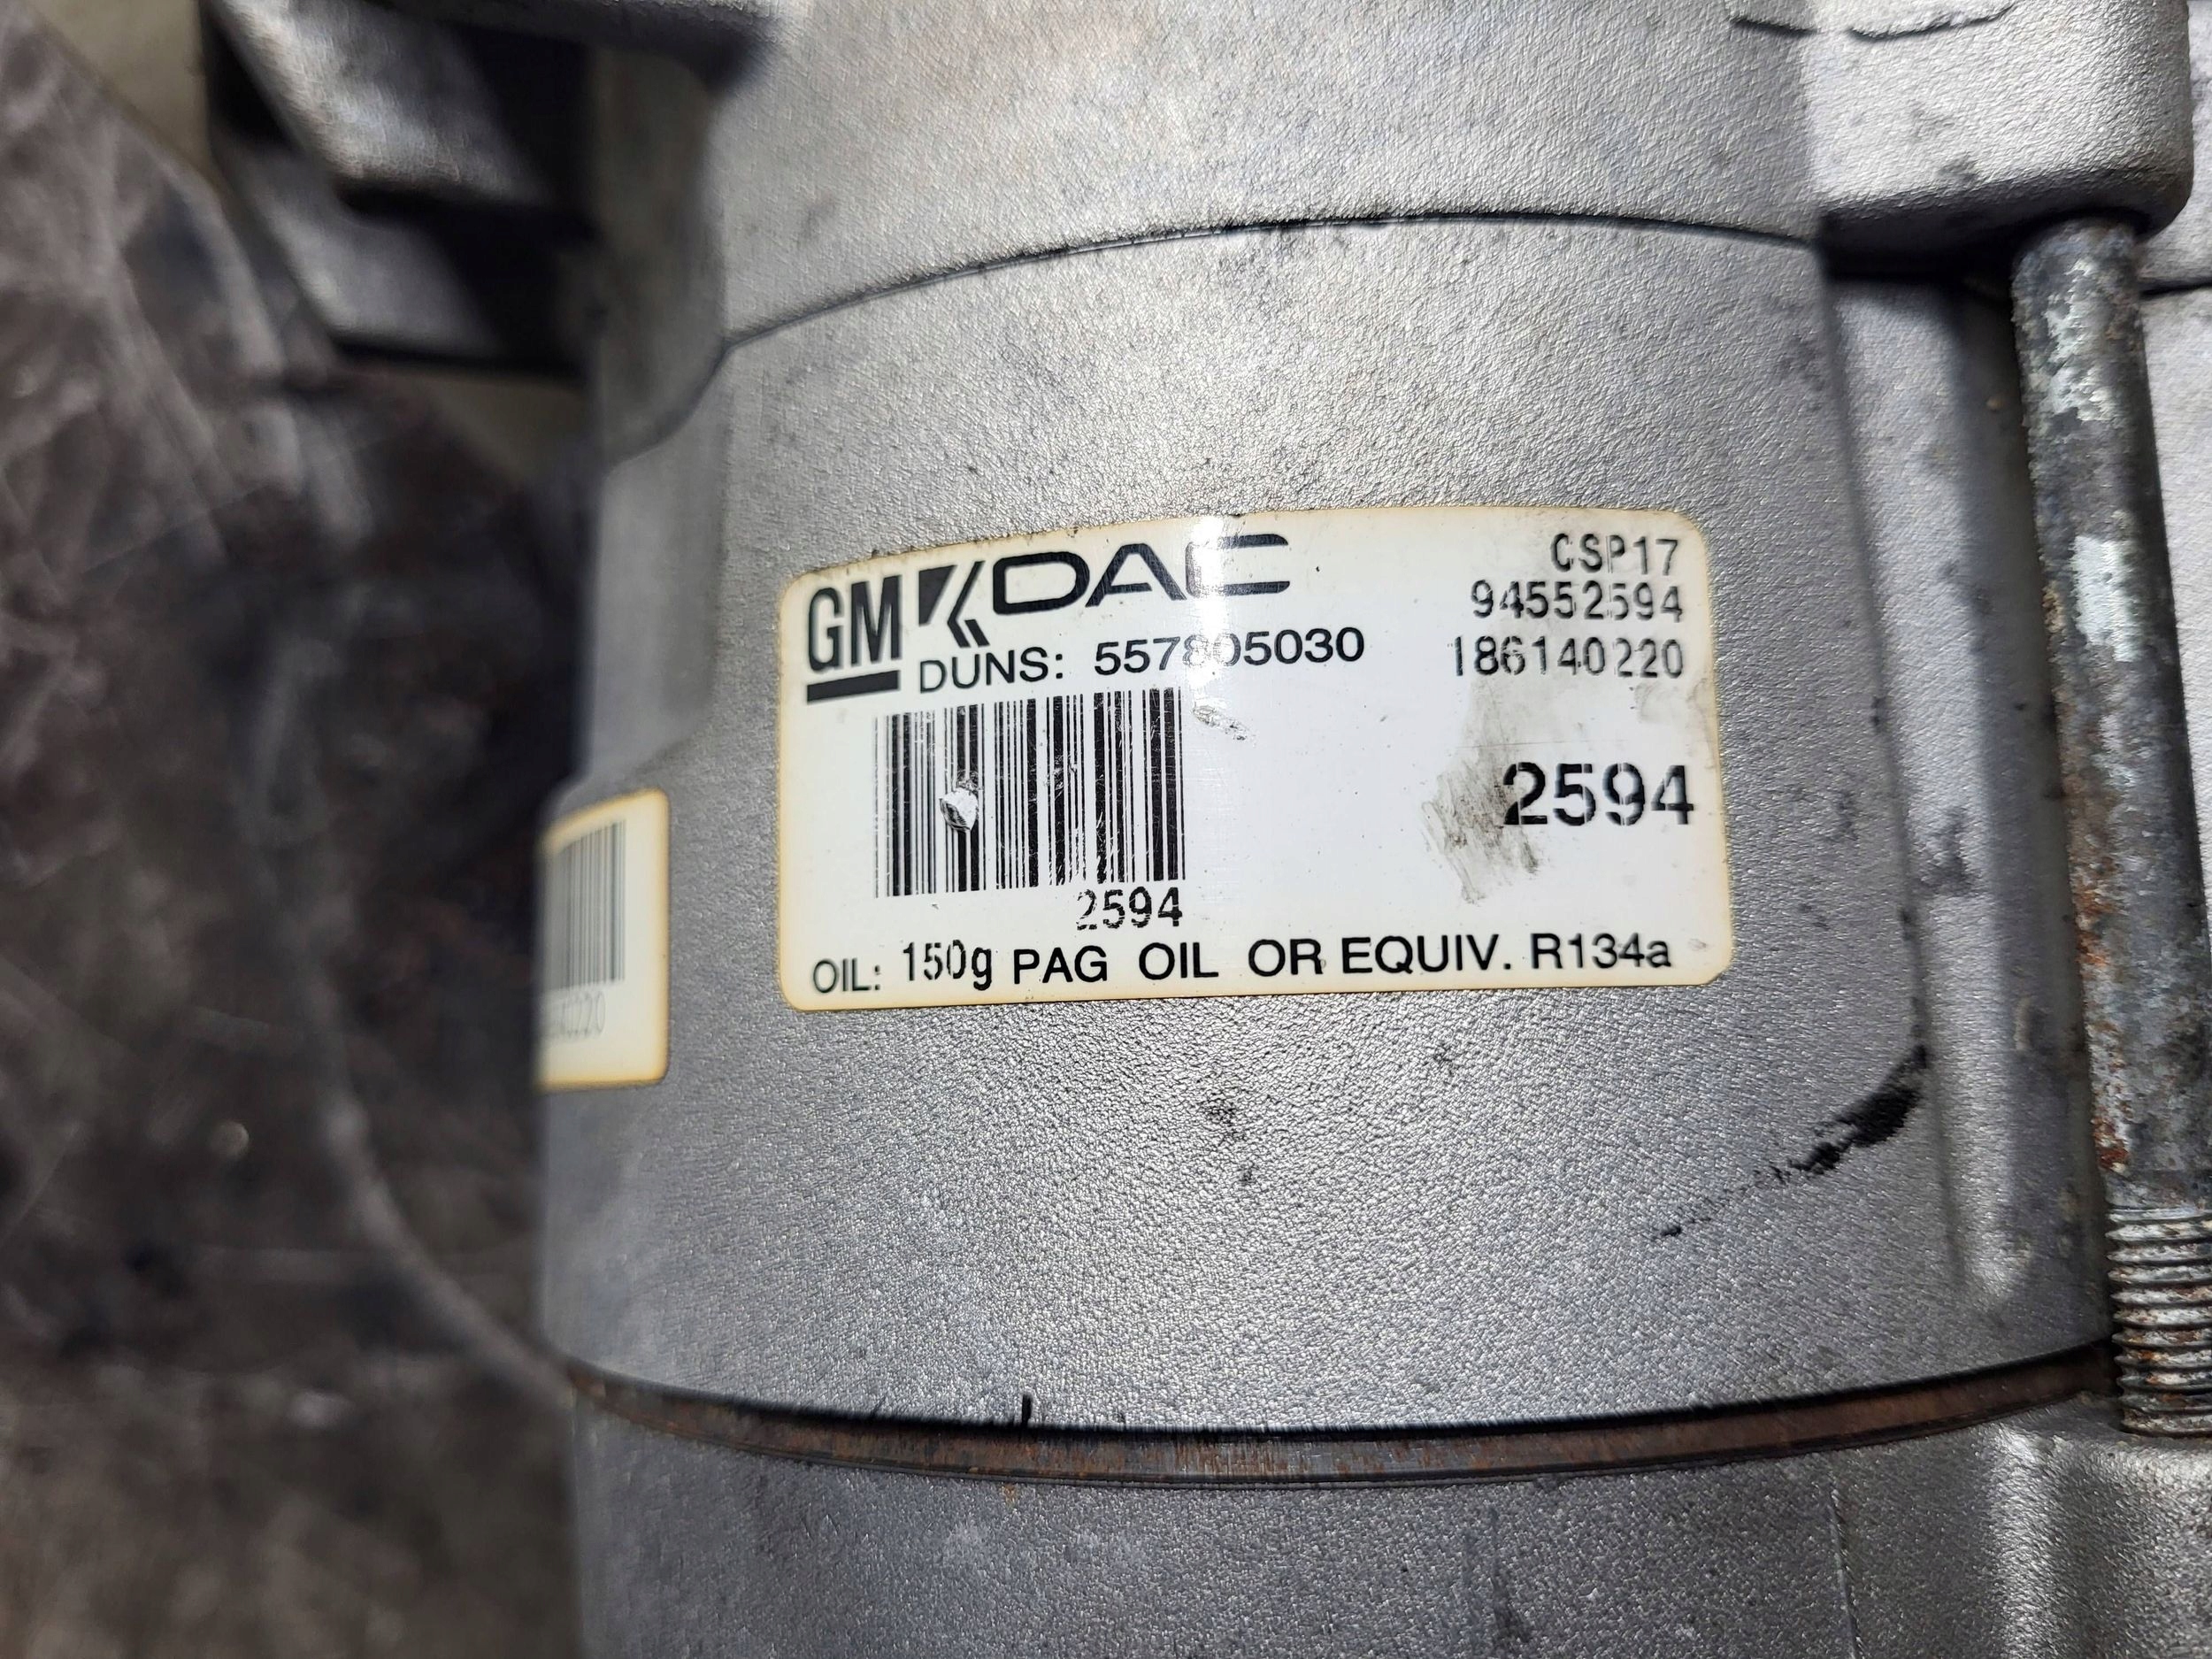 GM DAC
DUNS: 557805030
CSP17
94552594
186140220
2594
2594
OIL: 150g PAG OIL OR EQUIV. R134a